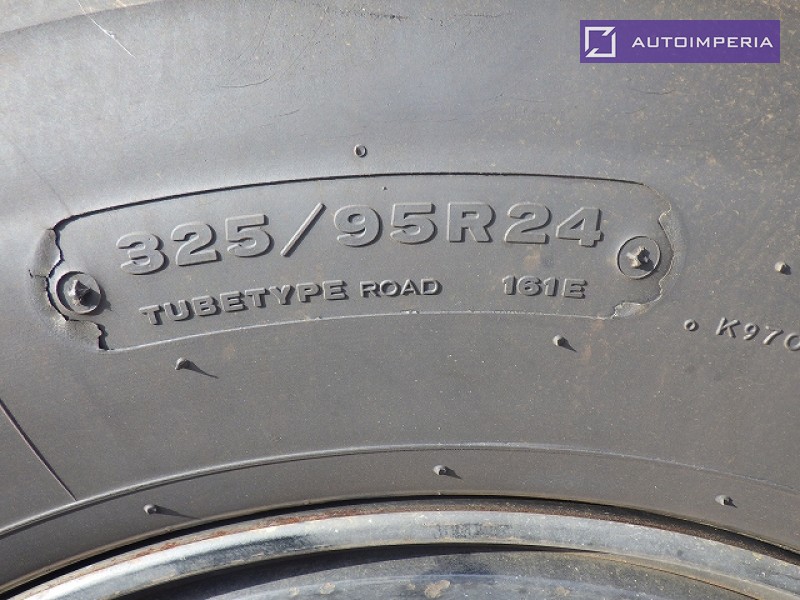 AUTOIMPERIA
325/95R24
TUBETYPE ROAD 161E
K970